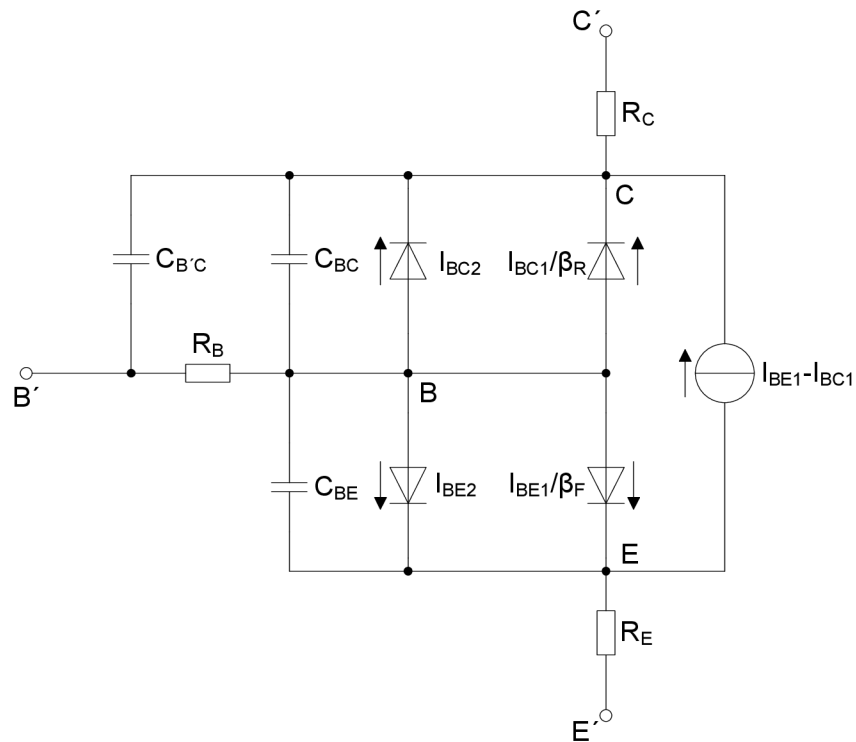 C´
R_C
C
C_B´C
C_BC
I_BC2
I_BC1/β_R
R_B
B´
B
I_BE1-I_BC1
C_BE
I_BE2
I_BE1/β_F
E
R_E
E´